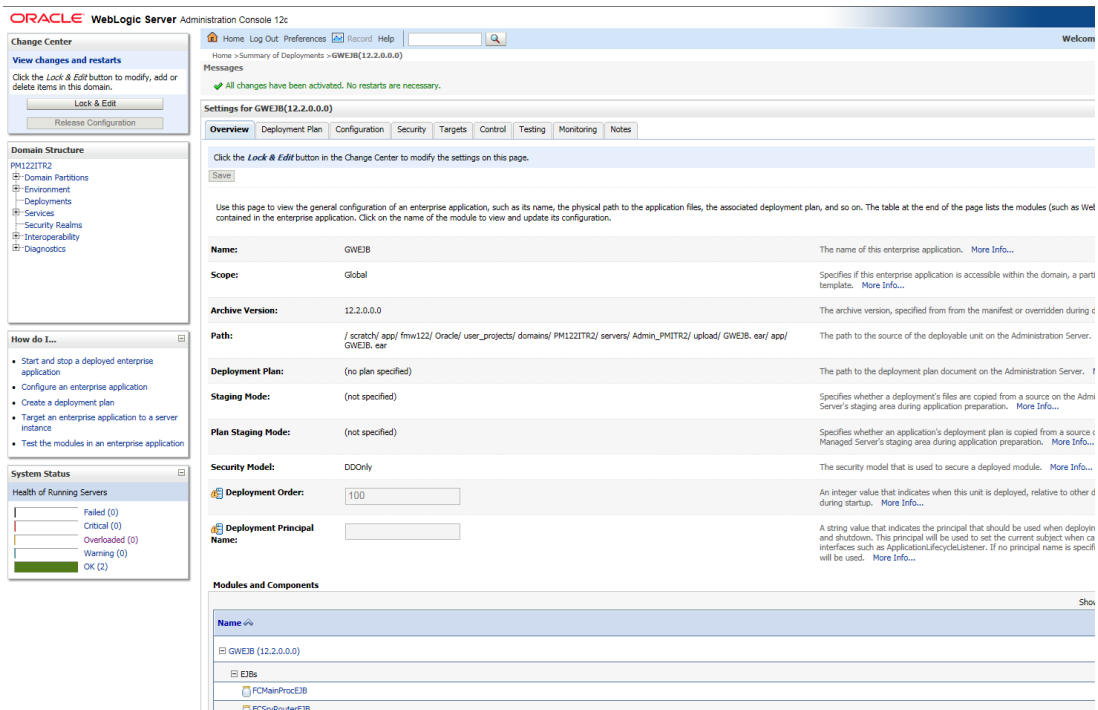 ORACLE WebLogic Server Administration Console 12c
Change Center
View changes and restarts
Click the Lock & Edit button to modify, add or
delete items in this domain.
Lock & Edit
Release Configuration
Domain Structure
PM122ITR2
Domain Partitions
Environment
Deployments
Services
Security Realms
Interoperability
Diagnostics
How do I...
Start and stop a deployed enterprise
application
Configure an enterprise application
Create a deployment plan
Target an enterprise application to a server
instance
Test the modules in an enterprise application
System Status
Health of Running Servers
Failed (0)
Critical (0)
Overloaded (0)
Warning (0)
OK (2)
Home Log Out Preferences Record Help
Welcom
Home >Summary of Deployments >GWEJB(12.2.0.0.0)
Messages
All changes have been activated. No restarts are necessary.
Settings for GWEJB(12.2.0.0.0)
Overview Deployment Plan Configuration Security Targets Control Testing Monitoring Notes
Click the Lock & Edit button in the Change Center to modify the settings on this page.
Save
Use this page to view the general configuration of an enterprise application, such as its name, the physical path to the application files, the associated deployment plan, and so on. The table at the end of the page lists the modules (such as Web
contained in the enterprise application. Click on the name of the module to view and update its configuration.
Name: GWEJB The name of this enterprise application. More Info...
Scope: Global Specifies if this enterprise application is accessible within the domain, a parti
template. More Info...
Archive Version: 12.2.0.0.0 The archive version, specified from from the manifest or overridden during d
Path: / scratch/ app/ fmw122/ Oracle/ user_projects/ domains/ PM122ITR2/ servers/ Admin_PMITR2/ upload/ GWEJB. ear/ app/ The path to the source of the deployable unit on the Administration Server.
GWEJB. ear
Deployment Plan: (no plan specified) The path to the deployment plan document on the Administration Server.
Staging Mode: (not specified) Specifies whether a deployment's files are copied from a source on the Admi
Server's staging area during application preparation. More Info...
Plan Staging Mode: (not specified) Specifies whether an application's deployment plan is copied from a source
Managed Server's staging area during application preparation. More Info...
Security Model: DDOnly The security model that is used to secure a deployed module. More Info...
Deployment Order: 100 An integer value that indicates when this unit is deployed, relative to other d
during startup. More Info...
Deployment Principal A string value that indicates the principal that should be used when deployin
Name: and shutdown. This principal will be used to set the current subject when ca
interfaces such as ApplicationLifecycleListener. If no principal name is specifi
will be used. More Info...
Modules and Components
Show
Name
GWEJB (12.2.0.0.0)
EJBs
FCMainProcEJB
FCSrvRouterEJB